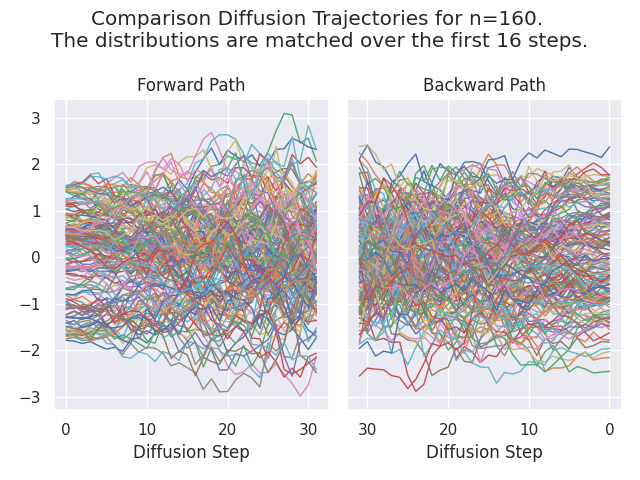 Comparison Diffusion Trajectories for n=160.
The distributions are matched over the first 16 steps.
Forward Path
Backward Path
3
2
1
0
−1
−2
−3
0 10 20 30
30 20 10 0
Diffusion Step
Diffusion Step